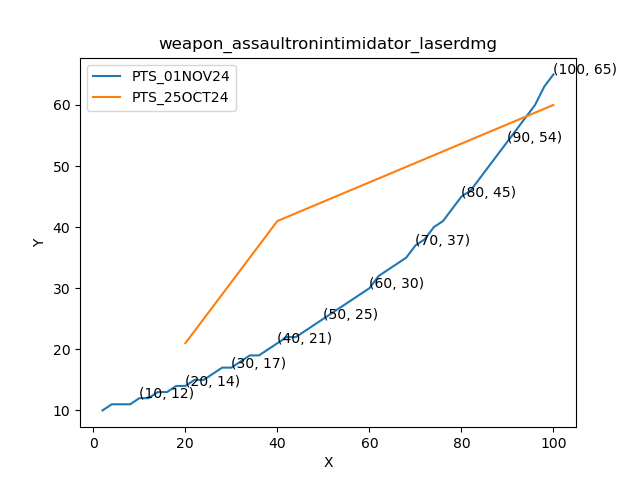 weapon_assaultronintimidator_laserdmg
PTS_01NOV24
PTS_25OCT24
(100, 65)
(90, 54)
(80, 45)
(70, 37)
(60, 30)
(50, 25)
(40, 21)
(30, 17)
(20, 14)
(10, 12)
60
50
40
30
20
10
Y
0 20 40 60 80 100
X